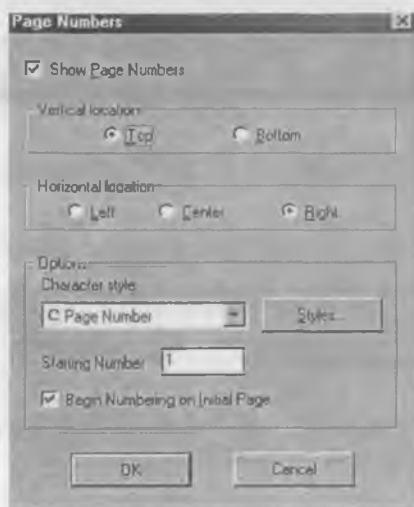 Page Numbers
Show Page Numbers
Vertical location
Top Bottom
Horizontal location
Left Center Right
Options
Character style
C Page Number Styles...
Starting Number 1
Begin Numbering on Initial Page
OK Cancel